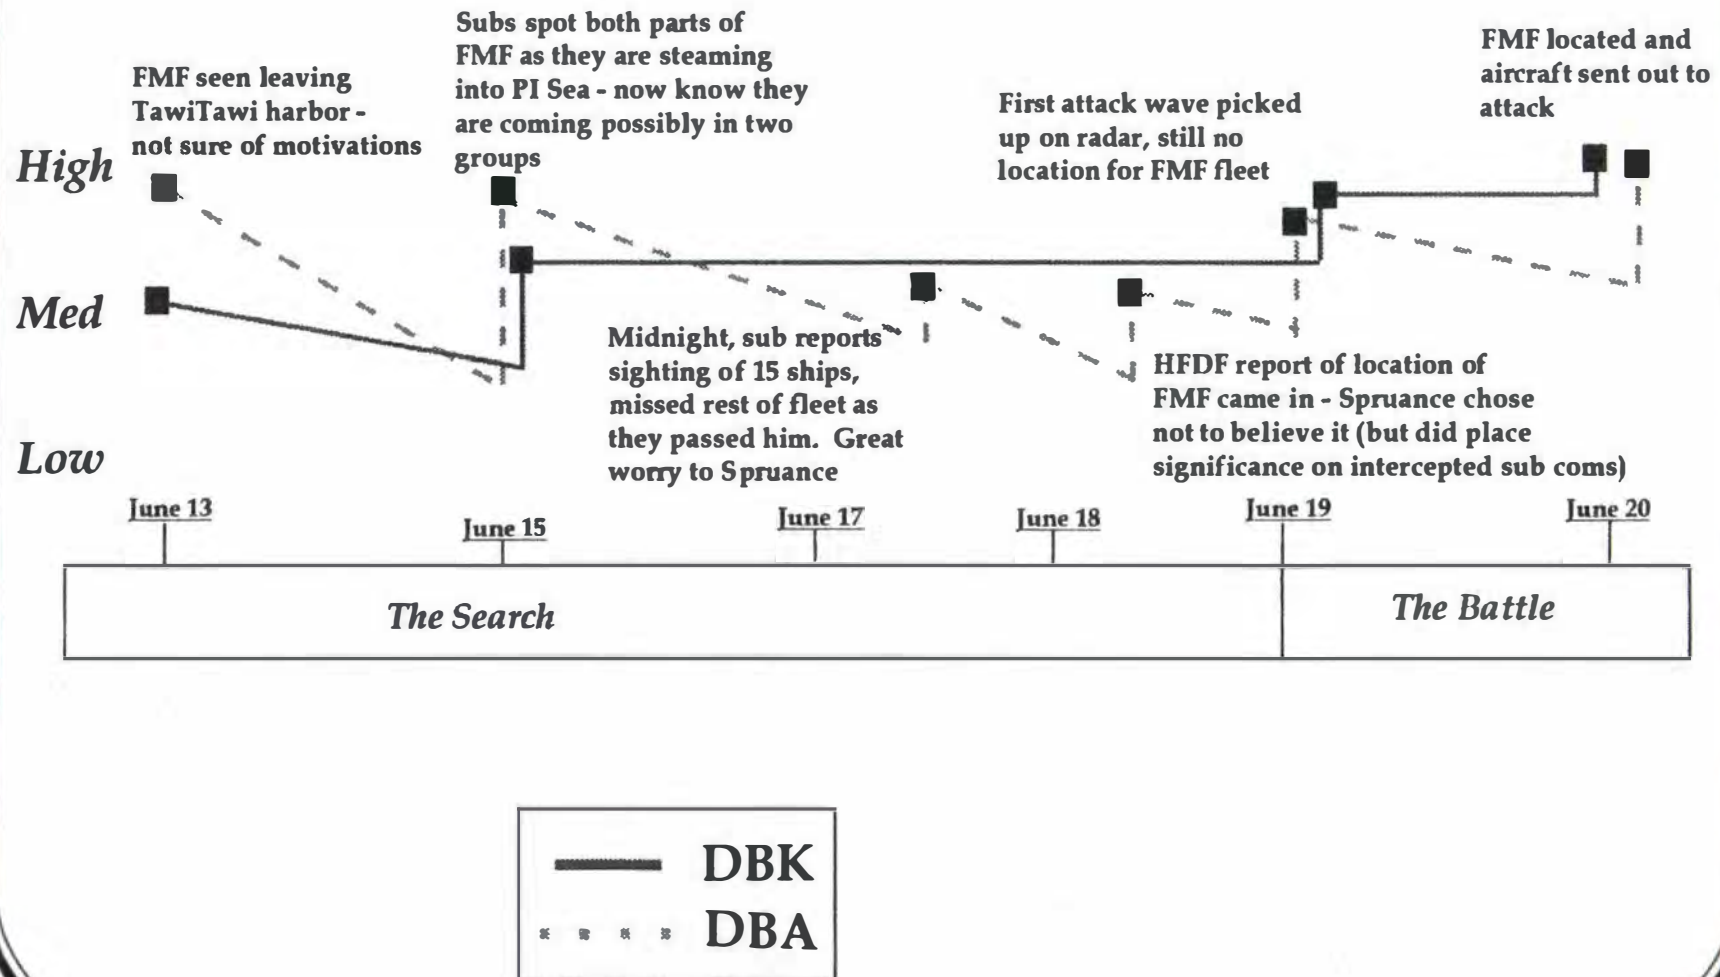 FMF seen leaving
TawiTawi harbor -
not sure of motivations
Subs spot both parts of
FMF as they are steaming
into PI Sea - now know they
are coming possibly in two
groups
First attack wave picked
up on radar, still no
location for FMF fleet
FMF located and
aircraft sent out to
attack
High
Med
Low
Midnight, sub reports
sighting of 15 ships,
missed rest of fleet as
they passed him. Great
worry to Spruance
HFDF report of location of
FMF came in - Spruance chose
not to believe it (but did place
significance on intercepted sub coms)
June 13
June 15
June 17
June 18
June 19
June 20
The Search
The Battle
DBK
DBA